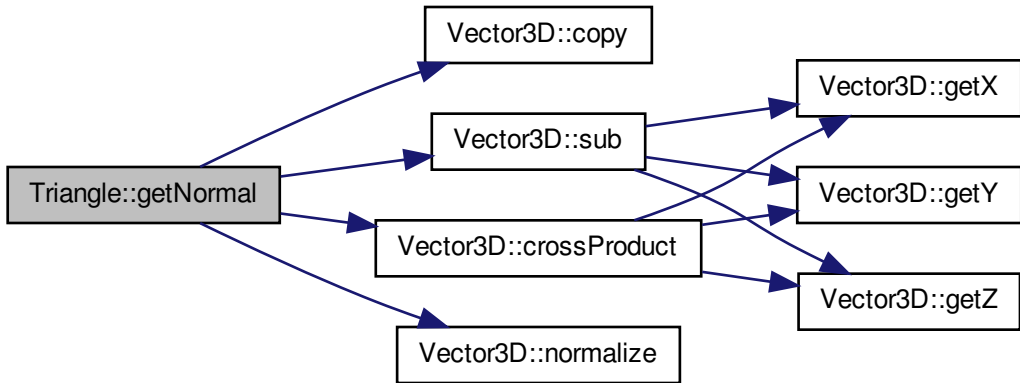 Vector3D::copy
Vector3D::getX
Vector3D::sub
Triangle::getNormal
Vector3D::getY
Vector3D::crossProduct
Vector3D::getZ
Vector3D::normalize